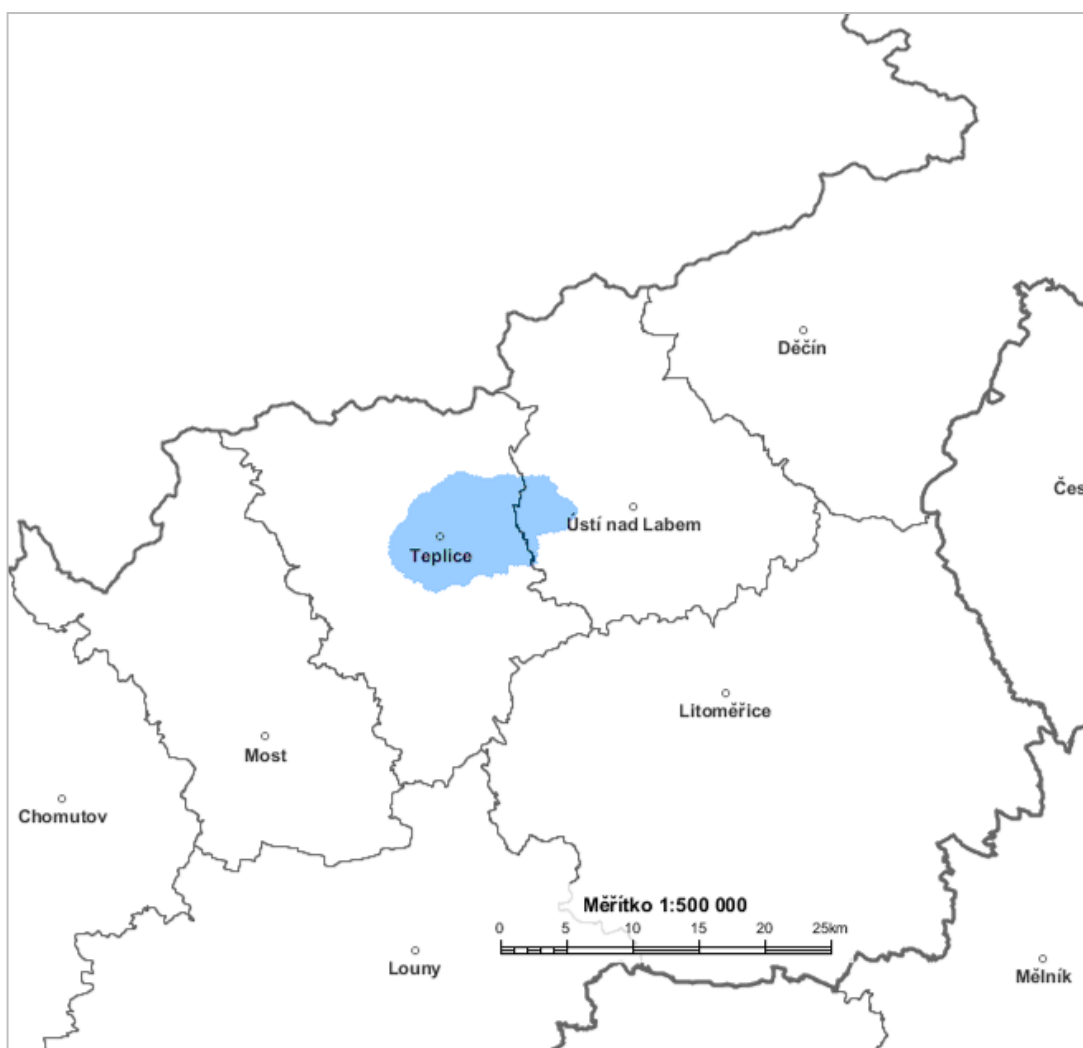 Děčín
Čes
Ústí nad Labem
Teplice
Litoměřice
Most
Chomutov
Měřítko 1:500 000
0 5 10 15 20 25km
Louny
Mělník